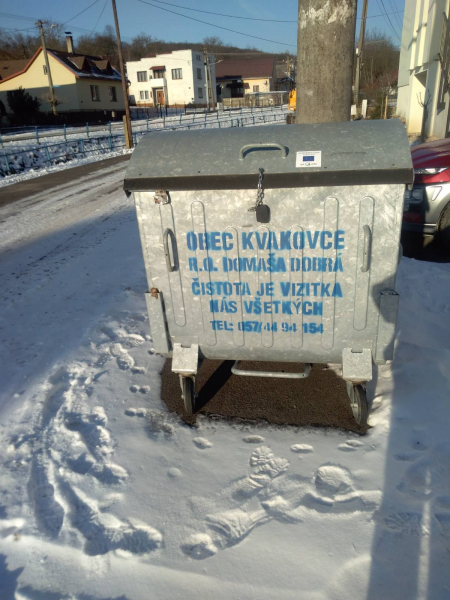 OBEC KVAKOVCE
R.O. DOMAŠA DOBRÁ
ČISTOTA JE VIZITKA
NÁS VŠETKÝCH
TEL: 057/44 94 154